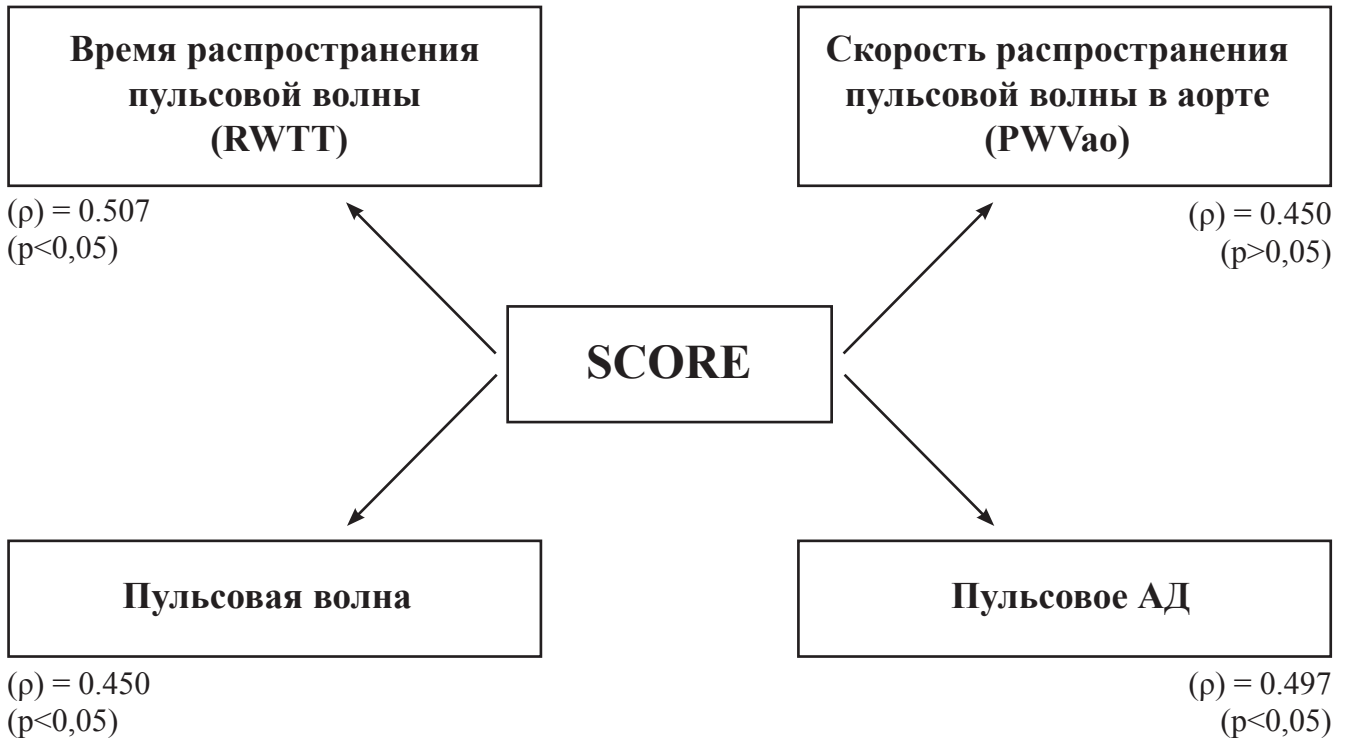 Время распространения
пульсовой волны
(RWTT)
(ρ) = 0.507
(p<0,05)
Скорость распространения
пульсовой волны в аорте
(PWVao)
(ρ) = 0.450
(p>0,05)
SCORE
Пульсовая волна
(ρ) = 0.450
(p<0,05)
Пульсовое АД
(ρ) = 0.497
(p<0,05)